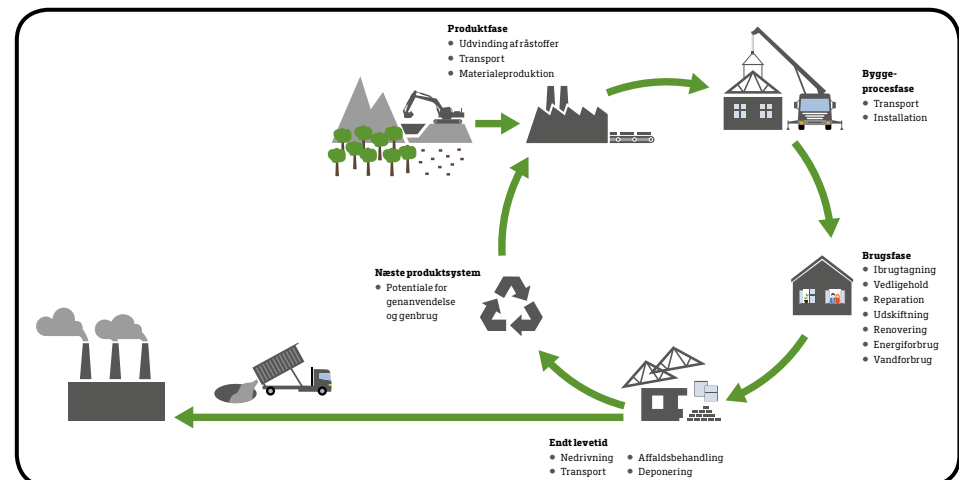 Produktfase
• Udvinding af råstoffer
• Transport
• Materialeproduktion
Bygge-
procesfase
• Transport
• Installation
Brugsfase
• Ibrugtagning
• Vedligehold
• Reparation
• Udskiftning
• Renovering
• Energiforbrug
• Vandforbrug
Næste produktsystem
• Potentiale for
genanvendelse
og genbrug
Endt levetid
• Nedrivning • Affaldsbehandling
• Transport • Deponering